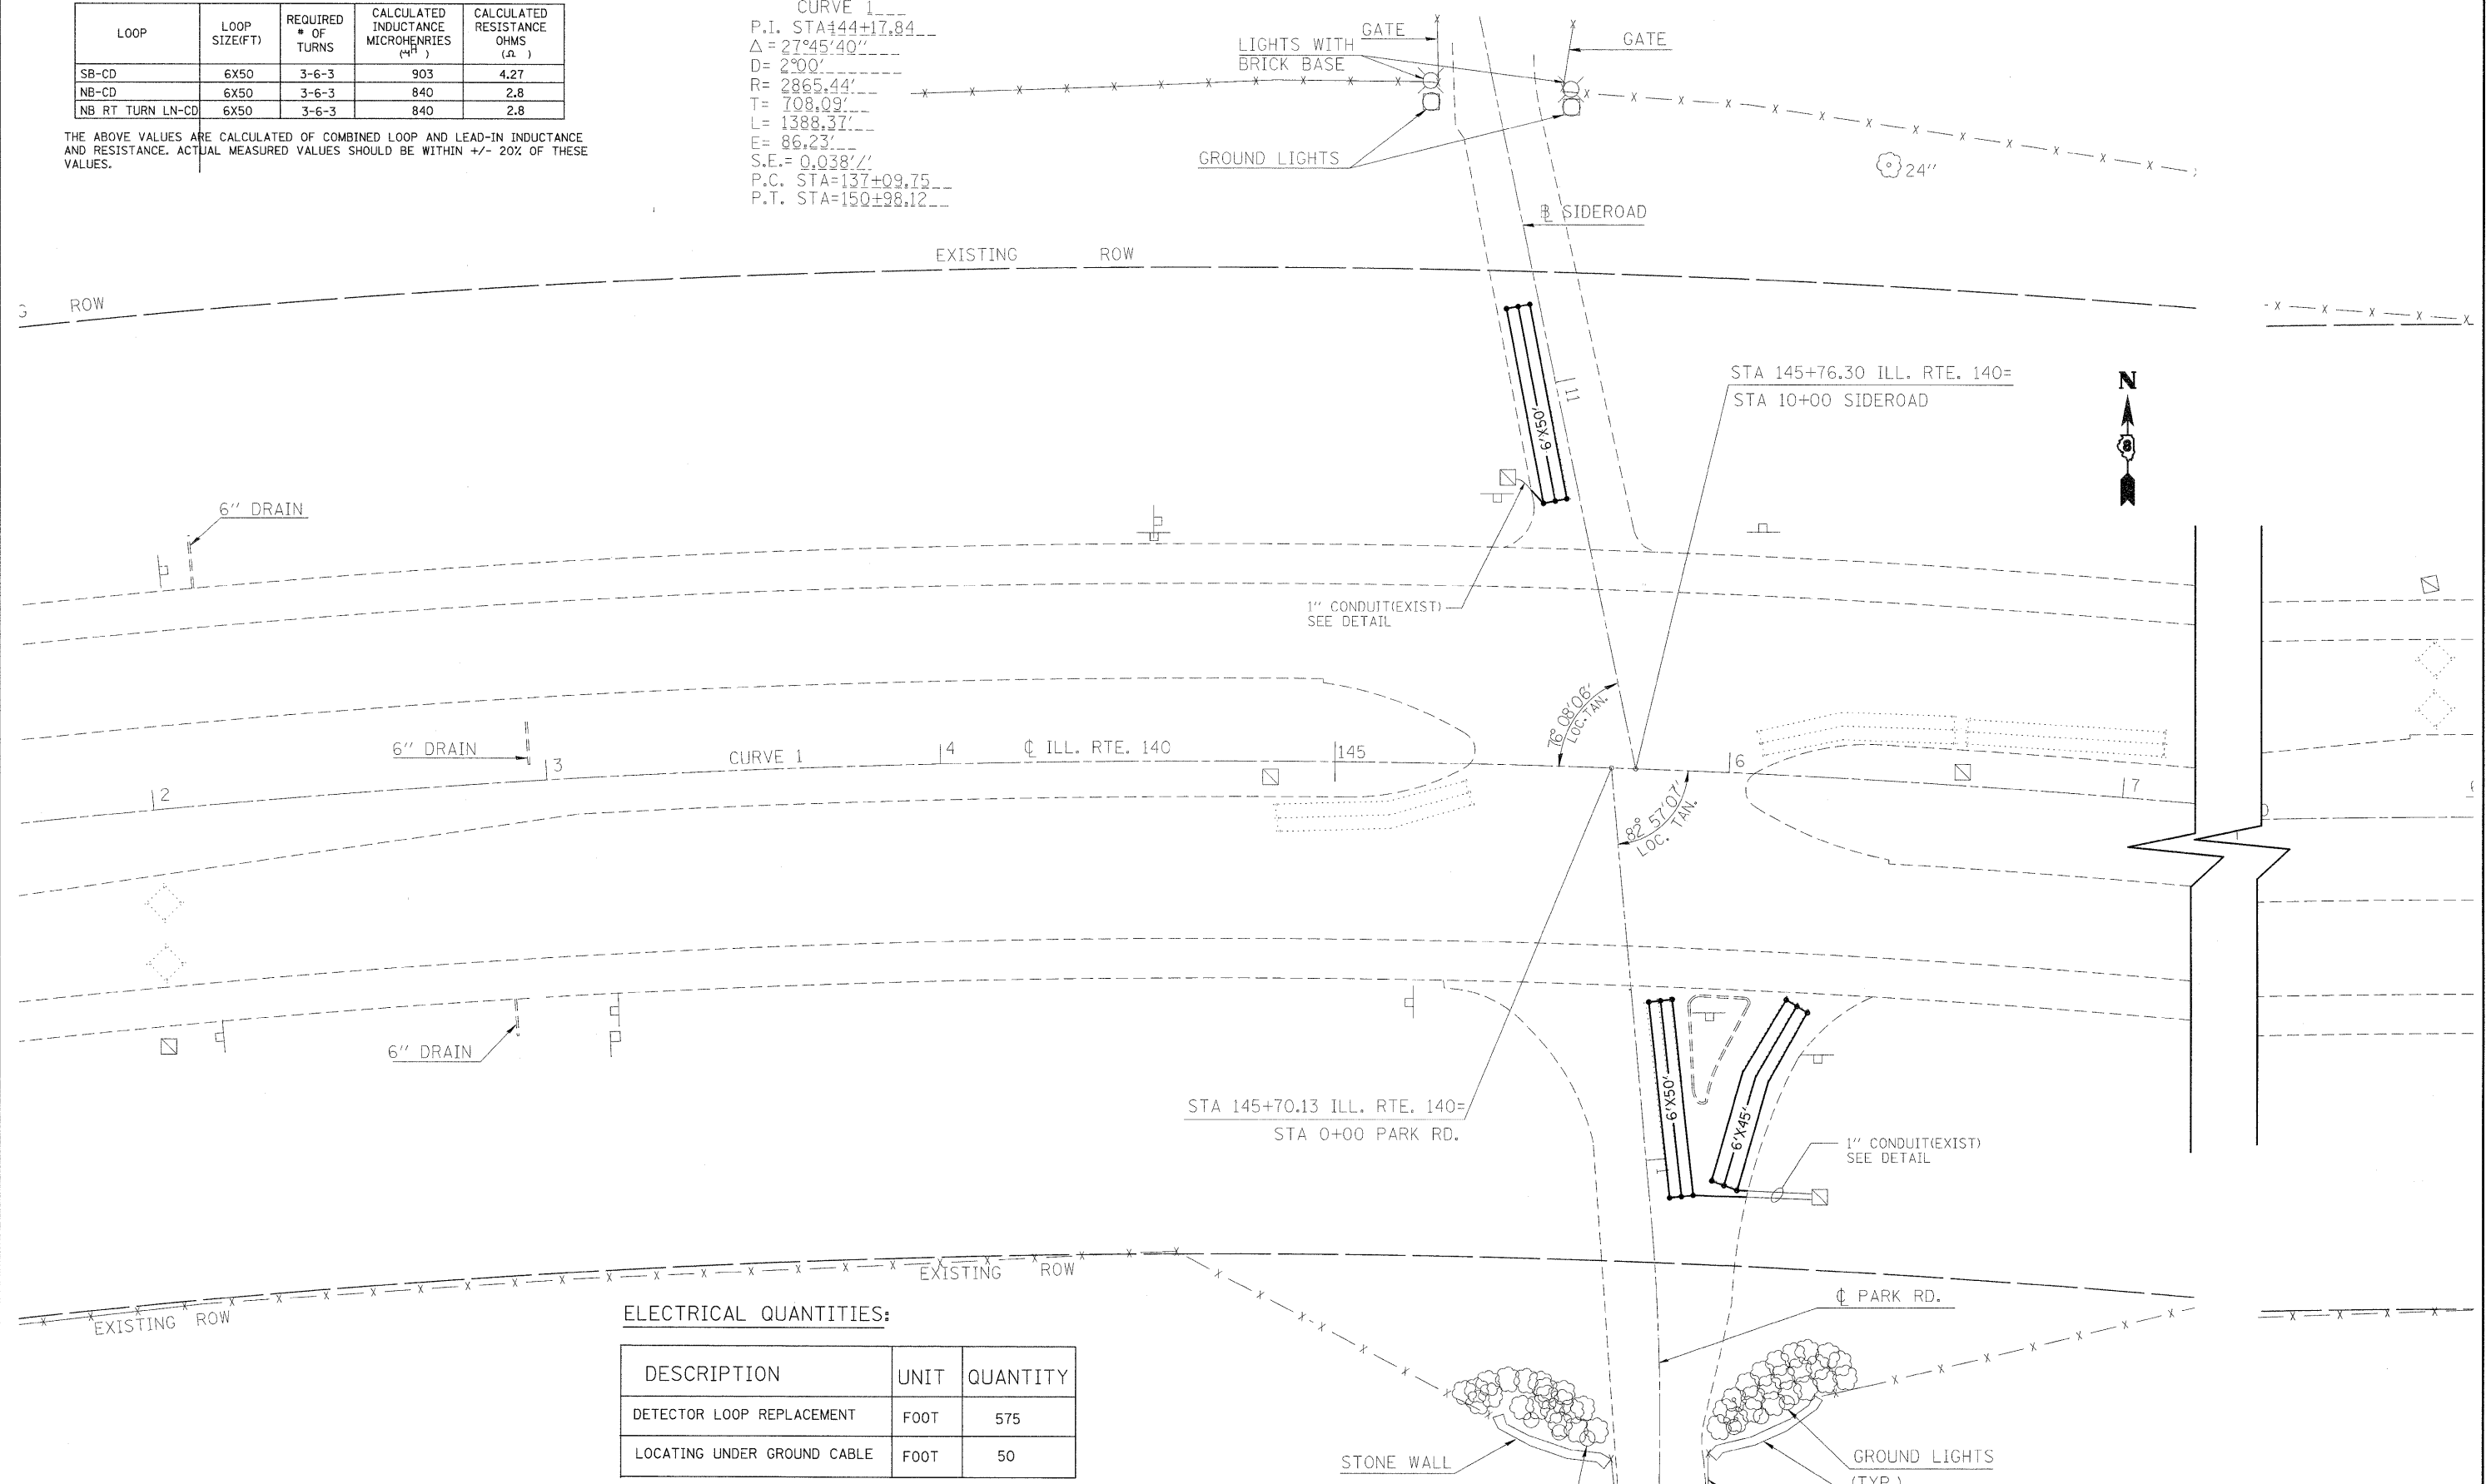 LOOP
LOOP SIZE(FT)
REQUIRED # OF TURNS
CALCULATED INDUCTANCE MICROHENRIES
CALCULATED RESISTANCE OHMS (Ω)
SB-CD 6X50 3-6-3 903 4.27
NB-CD 6X50 3-6-3 840 2.8
NB RT TURN LN-CD 6X50 3-6-3 840 2.8
THE ABOVE VALUES ARE CALCULATED OF COMBINED LOOP AND LEAD-IN INDUCTANCE
AND RESISTANCE. ACTUAL MEASURED VALUES SHOULD BE WITHIN +/- 20% OF THESE
VALUES.
CURVE 1
P.I. STA=144+17.84
Δ = 27°45'40"
D= 2°00'
R= 2865.44'
T= 708.09'
L= 1388.37'
E= 86.23'
S.E.= 0.038'/'
P.C. STA=137+09.75
P.T. STA=150+98.12
GATE
LIGHTS WITH
BRICK BASE
GATE
GROUND LIGHTS
24"
℄ SIDEROAD
EXISTING ROW
ROW
11
6'X50'
STA 145+76.30 ILL. RTE. 140=
STA 10+00 SIDEROAD
N
6" DRAIN
1" CONDUIT(EXIST)
SEE DETAIL
76° 08'06'
LOC. TAN.
6" DRAIN
2
3
CURVE 1
4
℄ ILL. RTE. 140
145
6
7
82° 57'07'
LOC. TAN.
6" DRAIN
STA 145+70.13 ILL. RTE. 140=
STA 0+00 PARK RD.
6'X50'
6'X45'
1
1" CONDUIT(EXIST)
SEE DETAIL
EXISTING ROW
EXISTING ROW
℄ PARK RD.
ELECTRICAL QUANTITIES:
DESCRIPTION UNIT QUANTITY
DETECTOR LOOP REPLACEMENT FOOT 575
LOCATING UNDER GROUND CABLE FOOT 50
STONE WALL
GROUND LIGHTS
(TYP.)